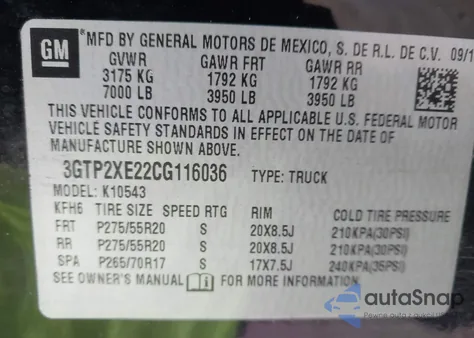 GM
*MFD BY GENERAL MOTORS DE MEXICO, S. DE R.L. DE C.V. 09/1
GVWR GAWR FRT GAWR RR
3175 KG 1792 KG 1792 KG
7000 LB 3950 LB 3950 LB
THIS VEHICLE CONFORMS TO ALL APPLICABLE U.S. FEDERAL MOTOR
VEHICLE SAFETY STANDARDS IN EFFECT ON THE DATE OF
MANUFACTURE SHOWN ABOVE.
3GTP2XE22CG116036 TYPE: TRUCK
MODEL: K10543
KFH6 TIRE SIZE SPEED RTG RIM COLD TIRE PRESSURE
FRT P275/55R20 S 20X8.5J 210KPA(30PSI)
RR P275/55R20 S 20X8.5J 210KPA(30PSI)
SPA P265/70R17 S 17X7.5J 240KPA(35PSI)
SEE OWNER'S MANUAL i FOR MORE INFORMATION.
autoSnap